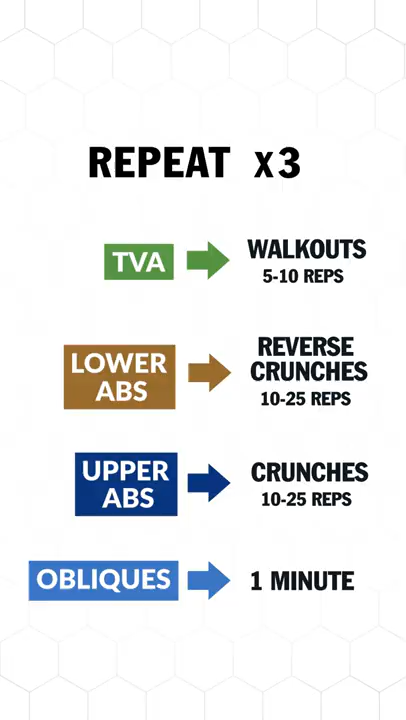 REPEAT x3
TVA
WALKOUTS
5-10 REPS
LOWER
ABS
REVERSE
CRUNCHES
10-25 REPS
UPPER
ABS
CRUNCHES
10-25 REPS
OBLIQUES
1 MINUTE